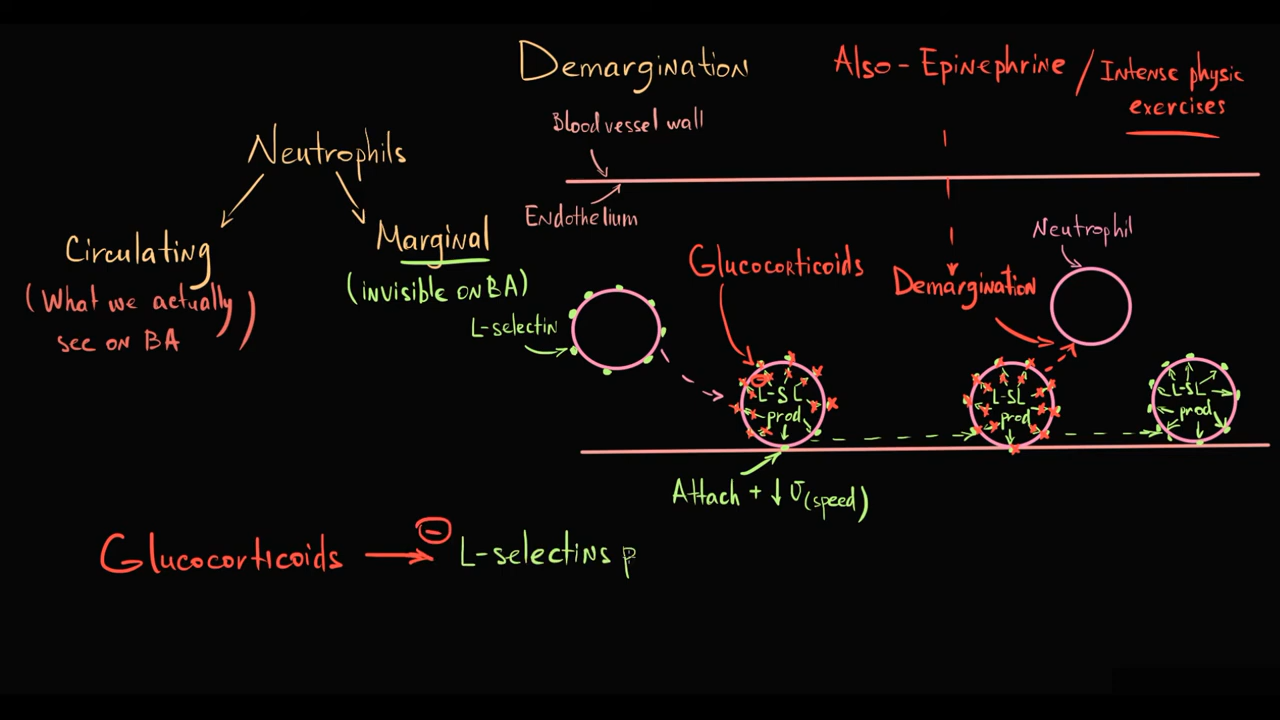 Demargination
Also - Epinephrine / Intense physic
exercises
Blood vessel wall
Neutrophils
Endothelium
Circulating
(What we actually
see on BA)
Marginal
(invisible on BA)
L-selectin
Glucocorticoids
Demargination
Neutrophil
L-SL
prod
L-SL
prod
L-SL
prod
Attach + ↓ v (speed)
Glucocorticoids → - L-selectins p